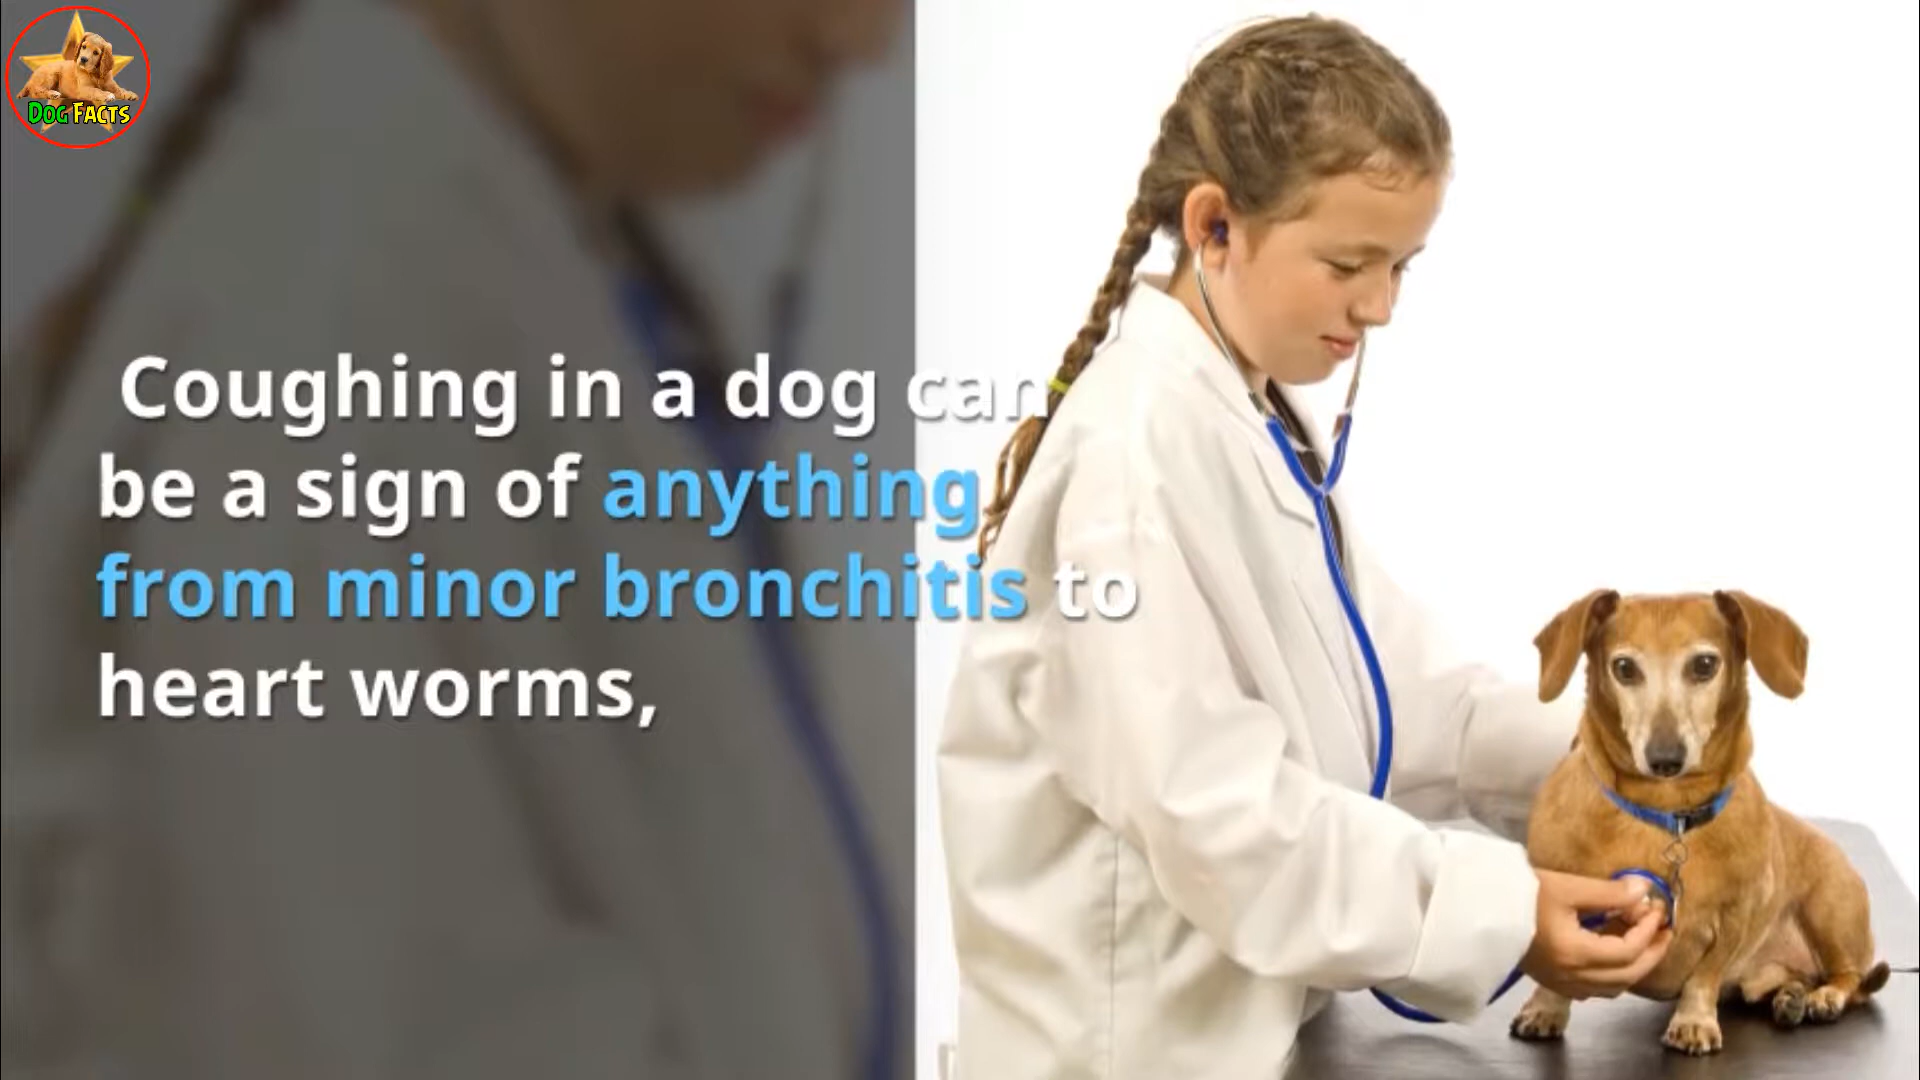 Dog Facts
Coughing in a dog can
be a sign of anything
from minor bronchitis to
heart worms,